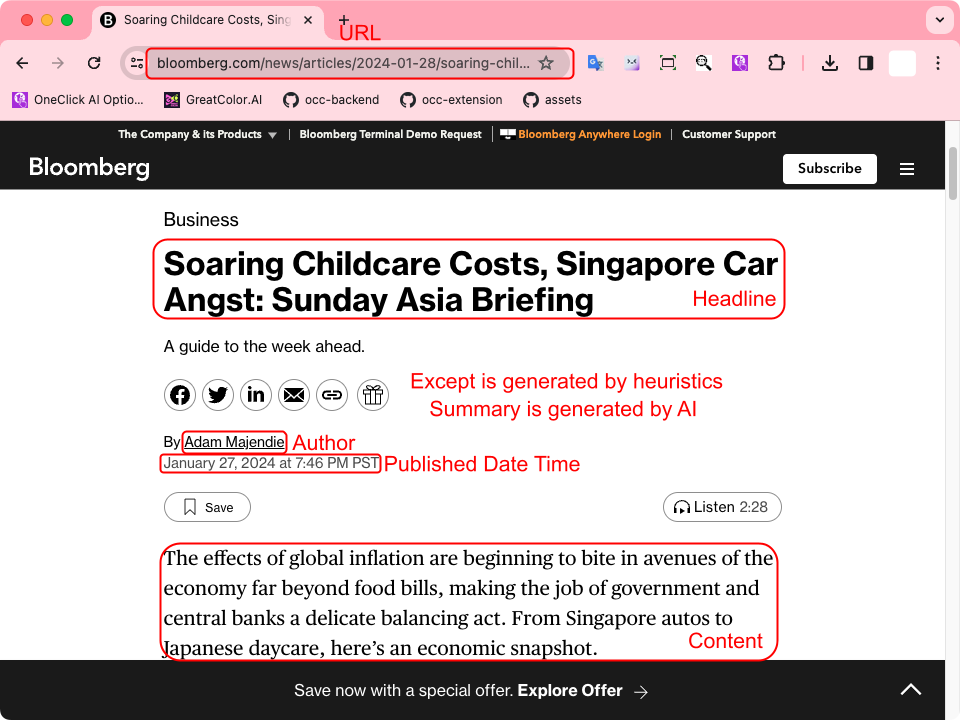 Soaring Childcare Costs, Sing
URL
bloomberg.com/news/articles/2024-01-28/soaring-chil...
OneClick AI Optio...
GreatColor.AI
occ-backend
occ-extension
assets
The Company & its Products
Bloomberg Terminal Demo Request
Bloomberg Anywhere Login
Customer Support
Bloomberg
Subscribe
Business
Soaring Childcare Costs, Singapore Car
Angst: Sunday Asia Briefing
Headline
A guide to the week ahead.
Except is generated by heuristics
Summary is generated by AI
By Adam Majendie
Author
January 27, 2024 at 7:46 PM PST
Published Date Time
Save
Listen 2:28
The effects of global inflation are beginning to bite in avenues of the
economy far beyond food bills, making the job of government and
central banks a delicate balancing act. From Singapore autos to
Japanese daycare, here’s an economic snapshot.
Content
Save now with a special offer. Explore Offer